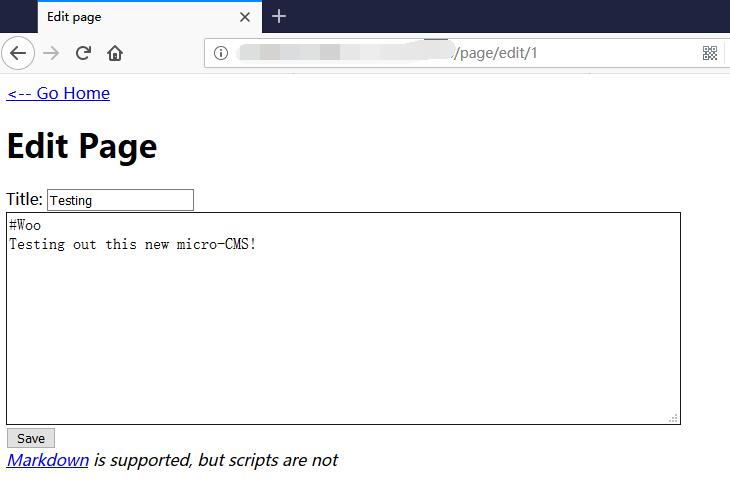 Edit page
/page/edit/1
<-- Go Home
Edit Page
Title: Testing
#Woo
Testing out this new micro-CMS!
Save
Markdown is supported, but scripts are not